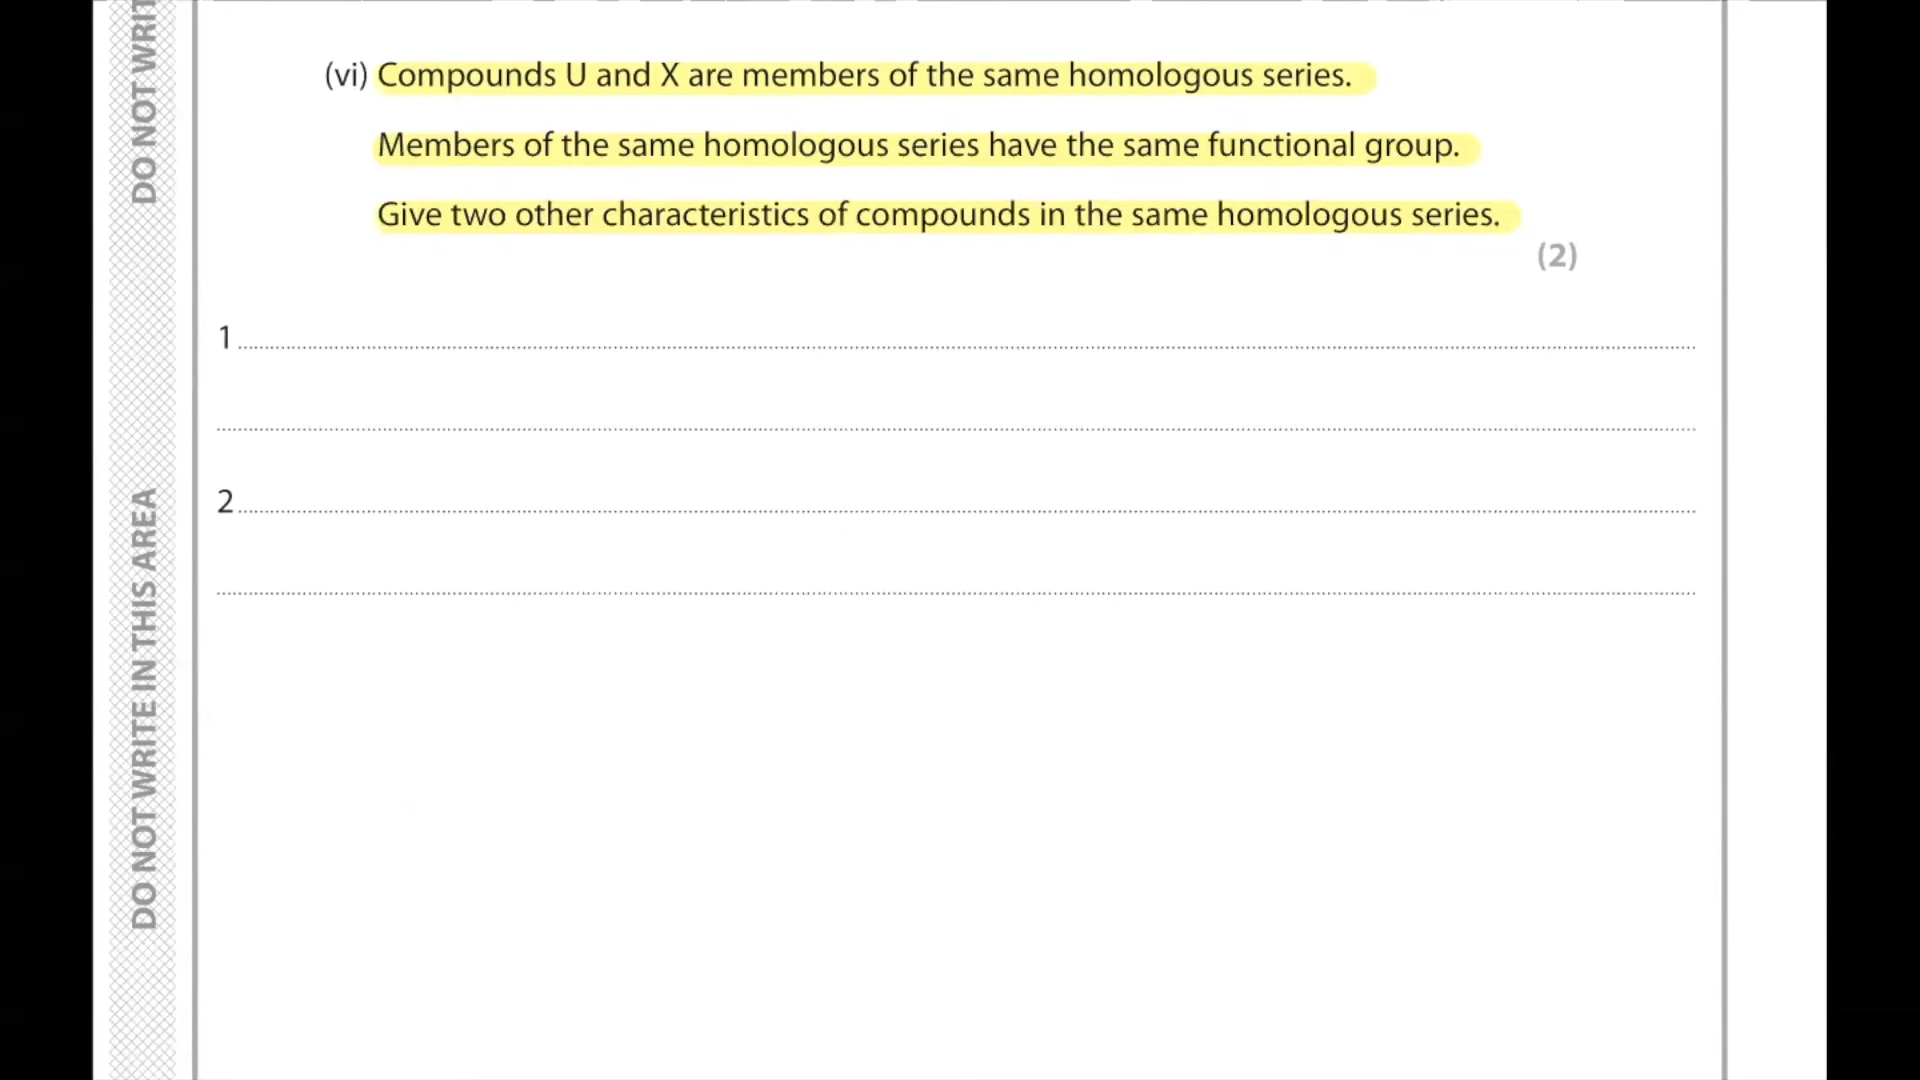 DO NOT WRIT
(vi) Compounds U and X are members of the same homologous series.
Members of the same homologous series have the same functional group.
Give two other characteristics of compounds in the same homologous series.
(2)
1
2
DO NOT WRITE IN THIS AREA